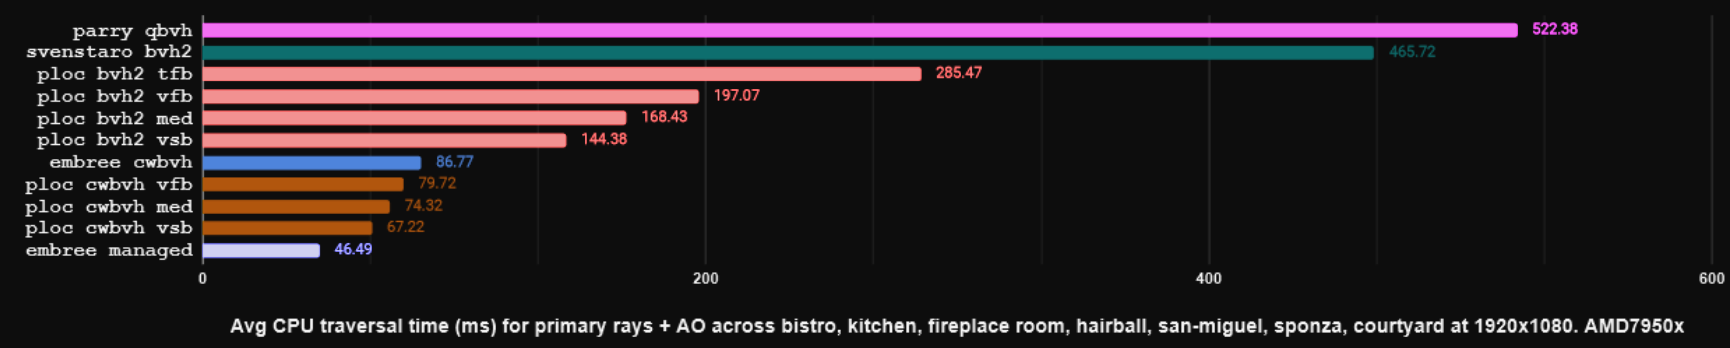 parry qbvh 522.38
svenstaro bvh2 465.72
ploc bvh2 tfb 285.47
ploc bvh2 vfb 197.07
ploc bvh2 med 168.43
ploc bvh2 vsb 144.38
embree cwbvh 86.77
ploc cwbvh vfb 79.72
ploc cwbvh med 74.32
ploc cwbvh vsb 67.22
embree managed 46.49
0 200 400 600
Avg CPU traversal time (ms) for primary rays + AO across bistro, kitchen, fireplace room, hairball, san-miguel, sponza, courtyard at 1920x1080. AMD7950x